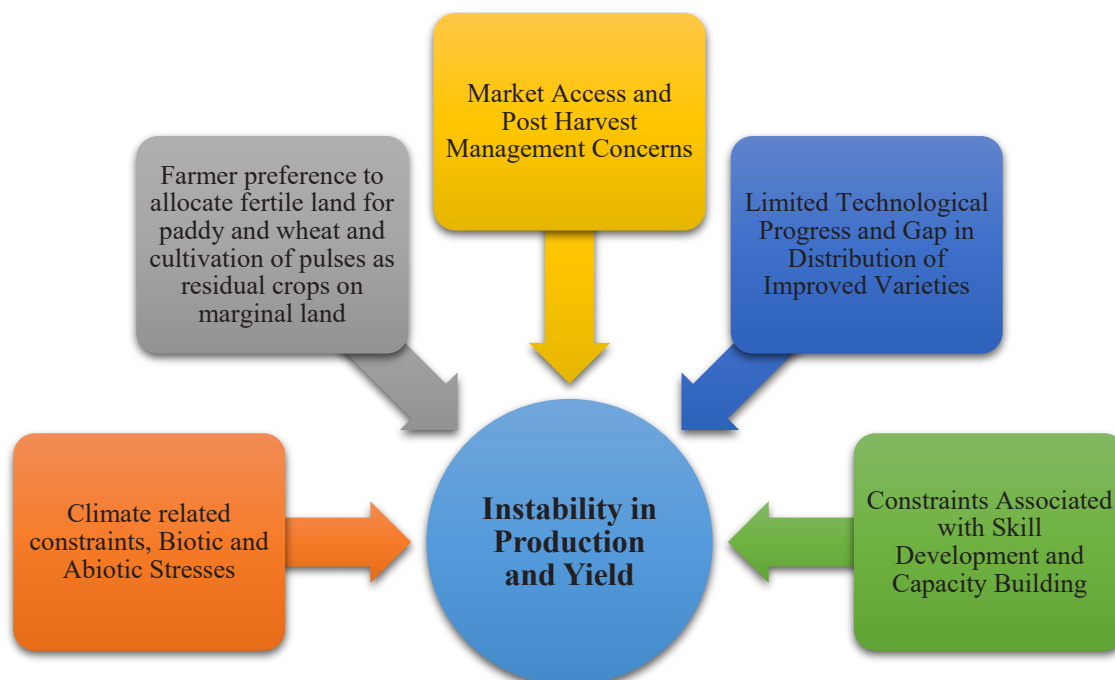 Market Access and
Post Harvest
Management Concerns
Farmer preference to
allocate fertile land for
paddy and wheat and
cultivation of pulses as
residual crops on
marginal land
Limited Technological
Progress and Gap in
Distribution of
Improved Varieties
Climate related
constraints, Biotic and
Abiotic Stresses
Instability in
Production
and Yield
Constraints Associated
with Skill
Development and
Capacity Building